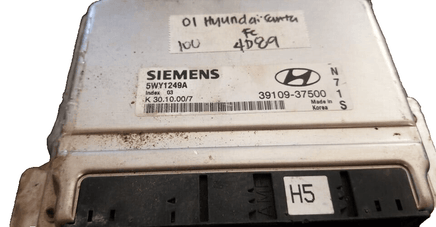 01 Hyundai Santa
Fe
100 4D89
SIEMENS
5WY1249A
Index 03
K 30.10.00/7
39109-37500
Made in
Korea
N
7
1
S
AMP
H5